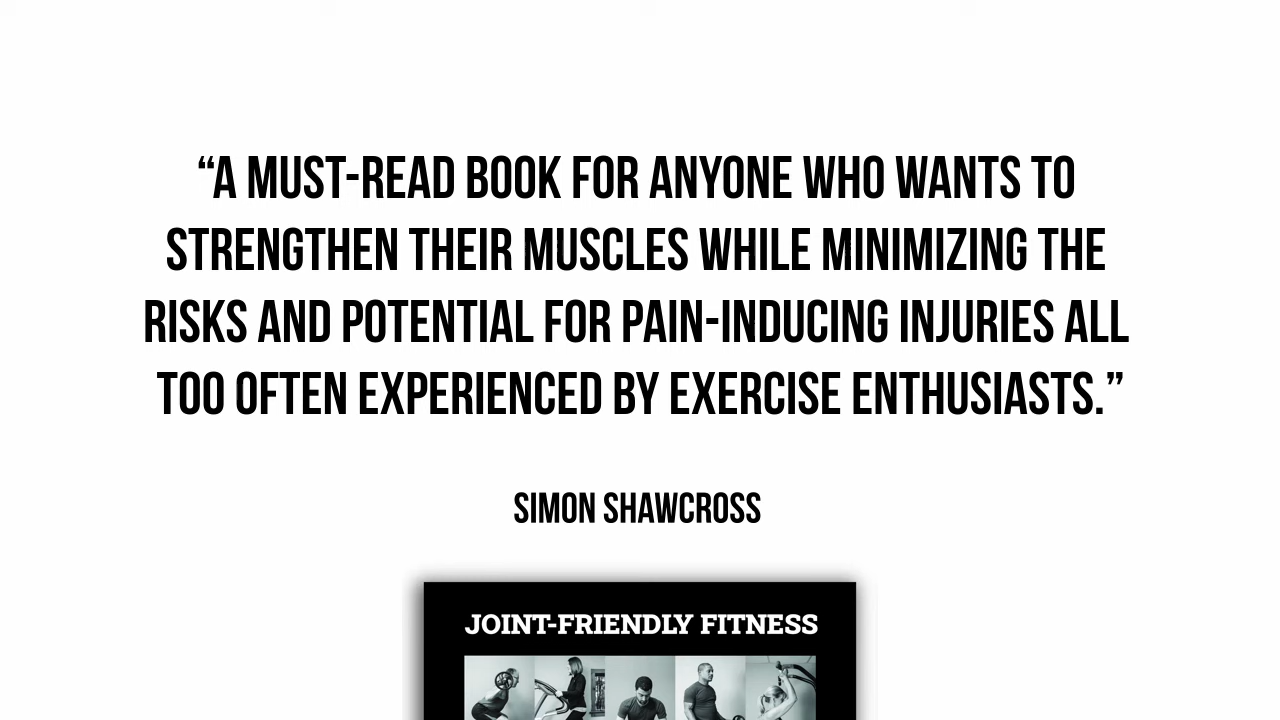 “A MUST-READ BOOK FOR ANYONE WHO WANTS TO
STRENGTHEN THEIR MUSCLES WHILE MINIMIZING THE
RISKS AND POTENTIAL FOR PAIN-INDUCING INJURIES ALL
TOO OFTEN EXPERIENCED BY EXERCISE ENTHUSIASTS.”
SIMON SHAWCROSS
JOINT-FRIENDLY FITNESS